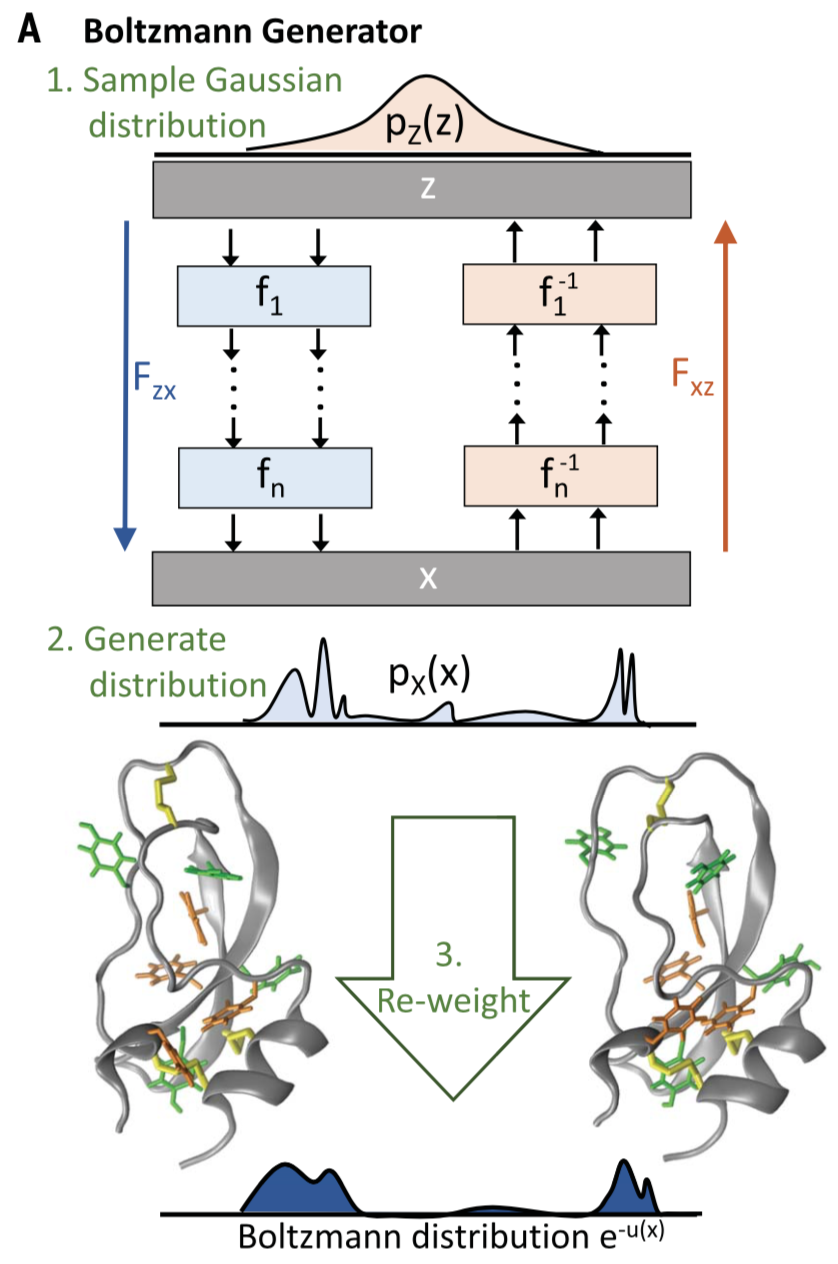 A Boltzmann Generator
1. Sample Gaussian
distribution
p_Z(z)
z
f_1
f_1^-1
F_zx
F_xz
f_n
f_n^-1
x
2. Generate
distribution
p_X(x)
3.
Re-weight
Boltzmann distribution e^-u(x)